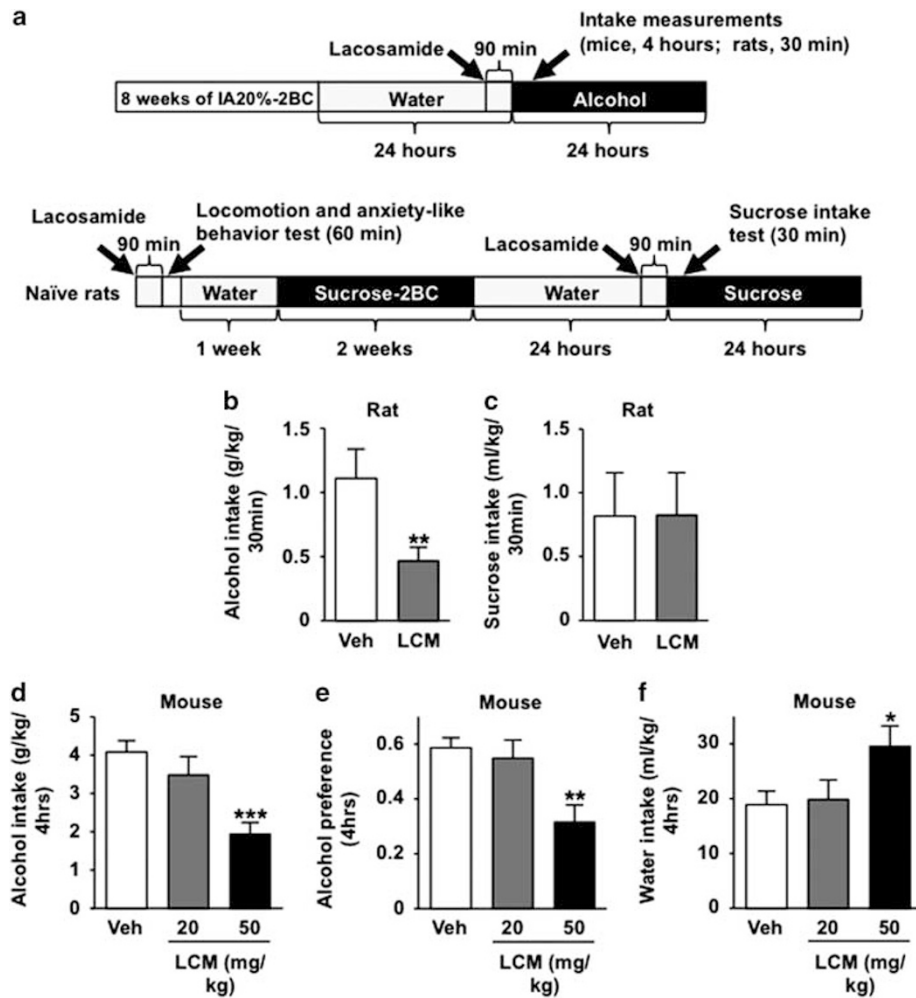 a
Intake measurements
(mice, 4 hours; rats, 30 min)
Lacosamide
90 min
8 weeks of IA20%-2BC
Water
Alcohol
24 hours
24 hours
Lacosamide
90 min
Locomotion and anxiety-like
behavior test (60 min)
Lacosamide
90 min
Sucrose intake
test (30 min)
Naïve rats
Water
Sucrose-2BC
Water
Sucrose
1 week
2 weeks
24 hours
24 hours
b
Rat
Alcohol intake (g/kg/
30min)
1.5
1.0
0.5
0
**
Veh
LCM
c
Rat
Sucrose intake (ml/kg/
30min)
1.5
1.0
0.5
0
Veh
LCM
d
Mouse
Alcohol intake (g/kg/
4hrs)
5
4
3
2
1
0
***
Veh
20
50
LCM (mg/
kg)
e
Mouse
Alcohol preference
(4hrs)
0.6
0.4
0.2
0
**
Veh
20
50
LCM (mg/
kg)
f
Mouse
Water intake (ml/kg/
4hrs)
30
20
10
0
*
Veh
20
50
LCM (mg/
kg)